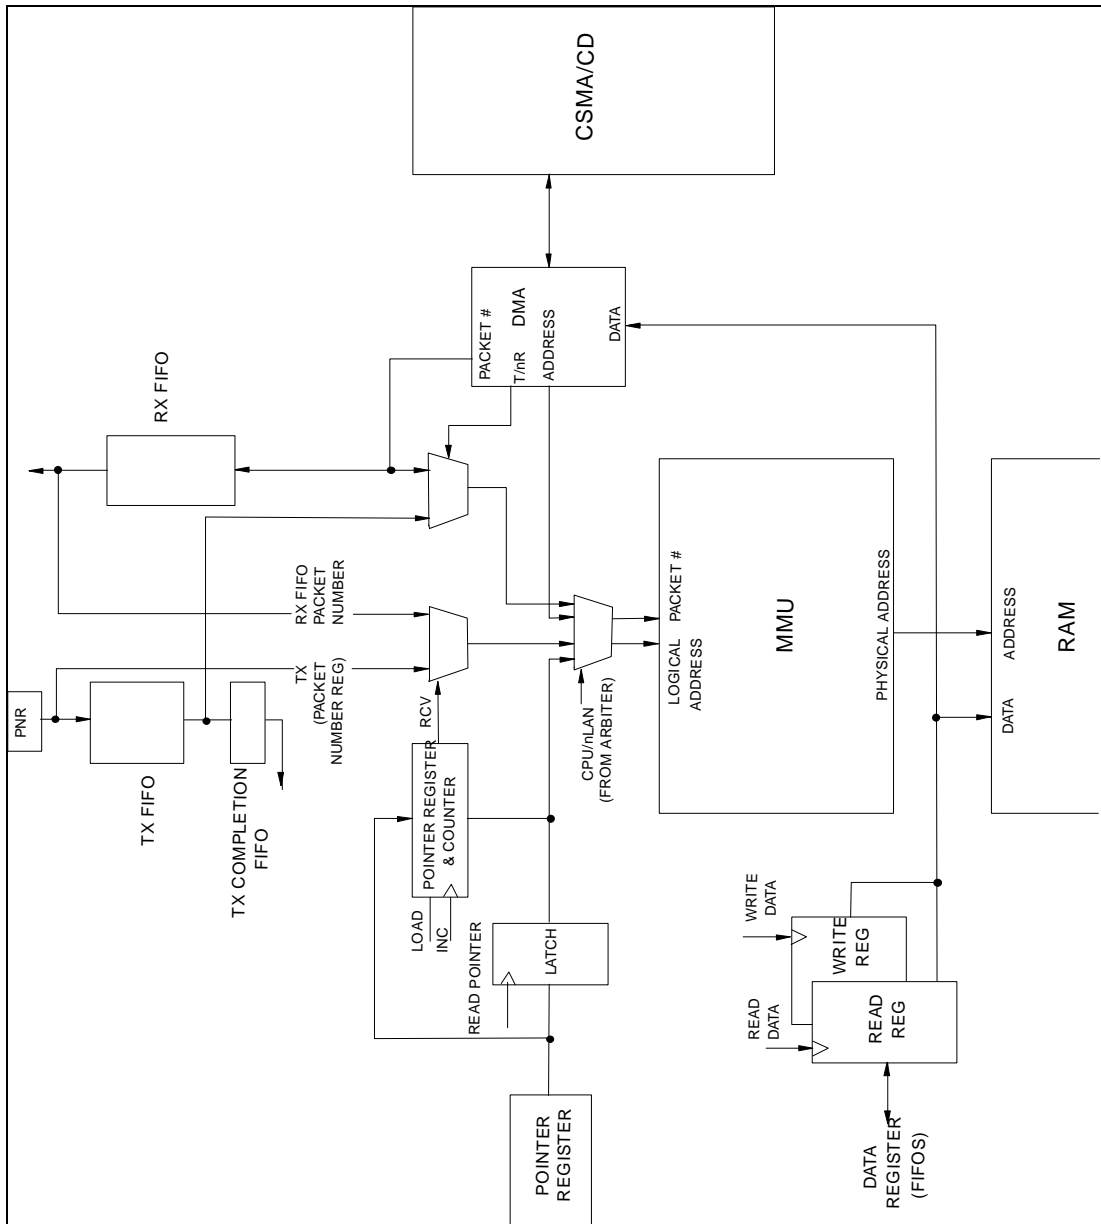 CSMA/CD
PACKET #
T/nR
DMA
ADDRESS
DATA
RX FIFO
RX FIFO
PACKET
NUMBER
TX
(PACKET
NUMBER REG)
PNR
TX FIFO
TX COMPLETION
FIFO
RCV
POINTER REGISTER
& COUNTER
LOAD
INC
READ POINTER
LATCH
POINTER
REGISTER
CPU/nLAN
(FROM ARBITER)
PACKET #
LOGICAL
ADDRESS
MMU
PHYSICAL ADDRESS
ADDRESS
DATA
RAM
WRITE
DATA
WRITE
REG
READ
DATA
READ
REG
DATA
REGISTER
(FIFOS)